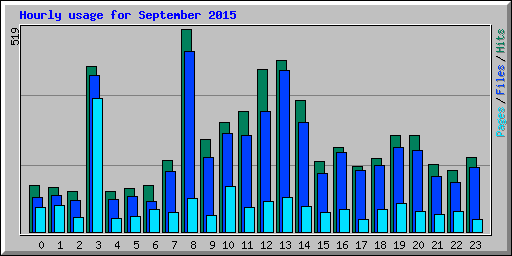 Hourly usage for September 2015
519
Pages/Files/Hits
0 1 2 3 4 5 6 7 8 9 10 11 12 13 14 15 16 17 18 19 20 21 22 23